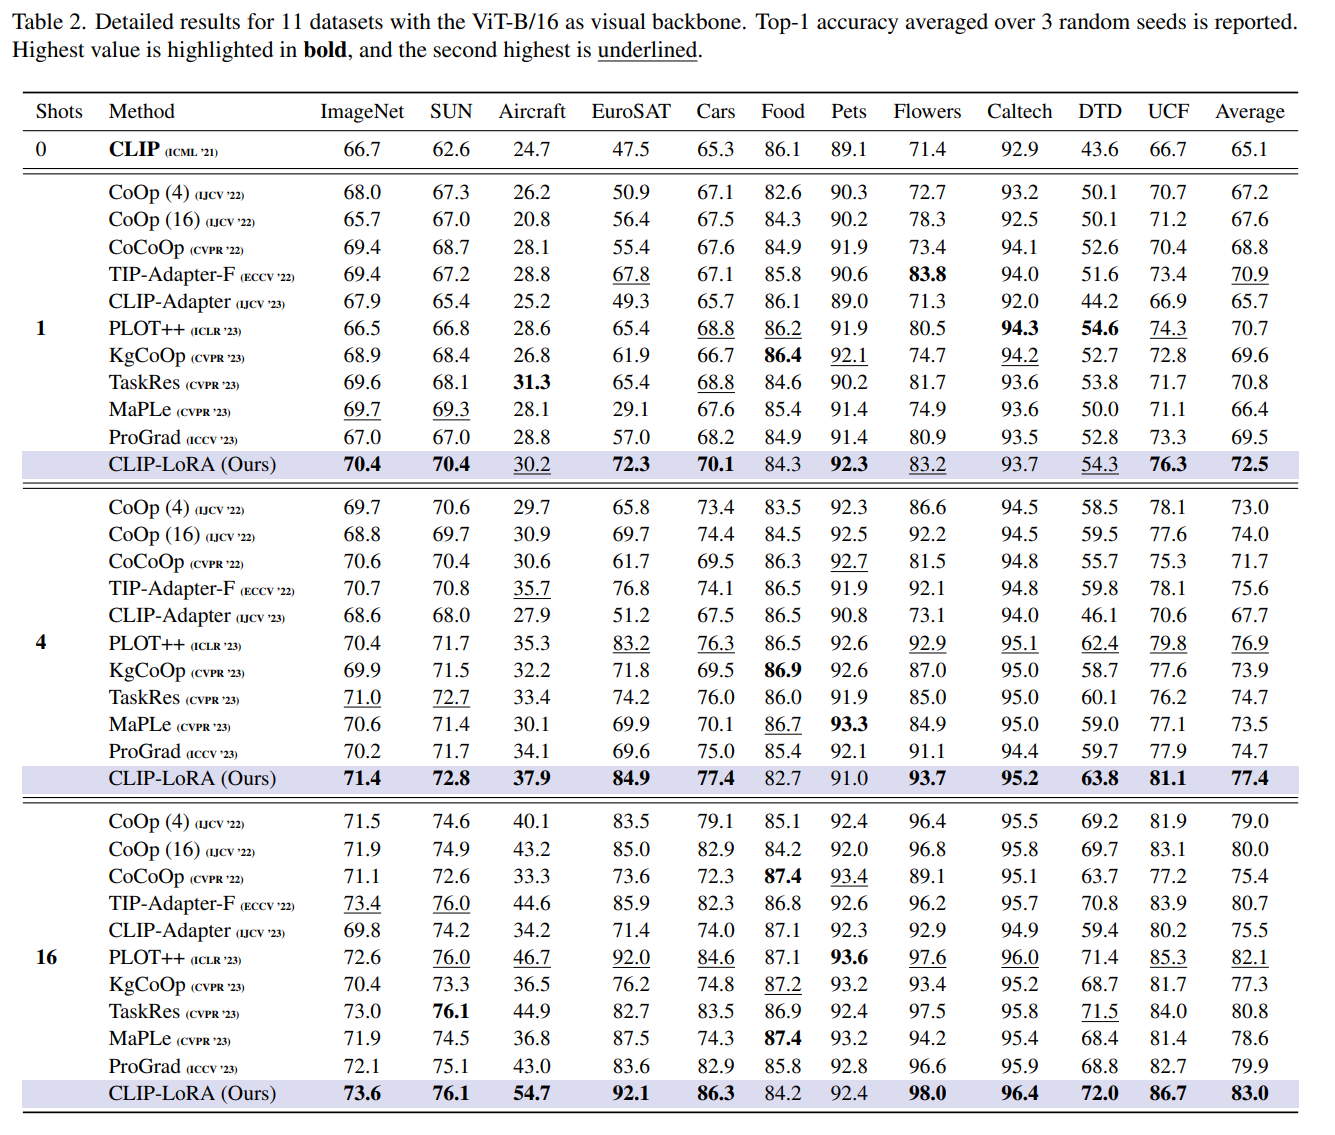 Table 2. Detailed results for 11 datasets with the ViT-B/16 as visual backbone. Top-1 accuracy averaged over 3 random seeds is reported.
Highest value is highlighted in bold, and the second highest is underlined.
Shots Method ImageNet SUN Aircraft EuroSAT Cars Food Pets Flowers Caltech DTD UCF Average
0 CLIP (ICML '21) 66.7 62.6 24.7 47.5 65.3 86.1 89.1 71.4 92.9 43.6 66.7 65.1
CoOp (4) (IJCV '22) 68.0 67.3 26.2 50.9 67.1 82.6 90.3 72.7 93.2 50.1 70.7 67.2
CoOp (16) (IJCV '22) 65.7 67.0 20.8 56.4 67.5 84.3 90.2 78.3 92.5 50.1 71.2 67.6
CoCoOp (CVPR '22) 69.4 68.7 28.1 55.4 67.6 84.9 91.9 73.4 94.1 52.6 70.4 68.8
TIP-Adapter-F (ECCV '22) 69.4 67.2 28.8 67.8 67.1 85.8 90.6 83.8 94.0 51.6 73.4 70.9
CLIP-Adapter (IJCV '23) 67.9 65.4 25.2 49.3 65.7 86.1 89.0 71.3 92.0 44.2 66.9 65.7
1 PLOT++ (ICLR '23) 66.5 66.8 28.6 65.4 68.8 86.2 91.9 80.5 94.3 54.6 74.3 70.7
KgCoOp (CVPR '23) 68.9 68.4 26.8 61.9 66.7 86.4 92.1 74.7 94.2 52.7 72.8 69.6
TaskRes (CVPR '23) 69.6 68.1 31.3 65.4 68.8 84.6 90.2 81.7 93.6 53.8 71.7 70.8
MaPLe (CVPR '23) 69.7 69.3 28.1 29.1 67.6 85.4 91.4 74.9 93.6 50.0 71.1 66.4
ProGrad (ICCV '23) 67.0 67.0 28.8 57.0 68.2 84.9 91.4 80.9 93.5 52.8 73.3 69.5
CLIP-LoRA (Ours) 70.4 70.4 30.2 72.3 70.1 84.3 92.3 83.2 93.7 54.3 76.3 72.5
CoOp (4) (IJCV '22) 69.7 70.6 29.7 65.8 73.4 83.5 92.3 86.6 94.5 58.5 78.1 73.0
CoOp (16) (IJCV '22) 68.8 69.7 30.9 69.7 74.4 84.5 92.5 92.2 94.5 59.5 77.6 74.0
CoCoOp (CVPR '22) 70.6 70.4 30.6 61.7 69.5 86.3 92.7 81.5 94.8 55.7 75.3 71.7
TIP-Adapter-F (ECCV '22) 70.7 70.8 35.7 76.8 74.1 86.5 91.9 92.1 94.8 59.8 78.1 75.6
CLIP-Adapter (IJCV '23) 68.6 68.0 27.9 51.2 67.5 86.5 90.8 73.1 94.0 46.1 70.6 67.7
4 PLOT++ (ICLR '23) 70.4 71.7 35.3 83.2 76.3 86.5 92.6 92.9 95.1 62.4 79.8 76.9
KgCoOp (CVPR '23) 69.9 71.5 32.2 71.8 69.5 86.9 92.6 87.0 95.0 58.7 77.6 73.9
TaskRes (CVPR '23) 71.0 72.7 33.4 74.2 76.0 86.0 91.9 85.0 95.0 60.1 76.2 74.7
MaPLe (CVPR '23) 70.6 71.4 30.1 69.9 70.1 86.7 93.3 84.9 95.0 59.0 77.1 73.5
ProGrad (ICCV '23) 70.2 71.7 34.1 69.6 75.0 85.4 92.1 91.1 94.4 59.7 77.9 74.7
CLIP-LoRA (Ours) 71.4 72.8 37.9 84.9 77.4 82.7 91.0 93.7 95.2 63.8 81.1 77.4
CoOp (4) (IJCV '22) 71.5 74.6 40.1 83.5 79.1 85.1 92.4 96.4 95.5 69.2 81.9 79.0
CoOp (16) (IJCV '22) 71.9 74.9 43.2 85.0 82.9 84.2 92.0 96.8 95.8 69.7 83.1 80.0
CoCoOp (CVPR '22) 71.1 72.6 33.3 73.6 72.3 87.4 93.4 89.1 95.1 63.7 77.2 75.4
TIP-Adapter-F (ECCV '22) 73.4 76.0 44.6 85.9 82.3 86.8 92.6 96.2 95.7 70.8 83.9 80.7
CLIP-Adapter (IJCV '23) 69.8 74.2 34.2 71.4 74.0 87.1 92.3 92.9 94.9 59.4 80.2 75.5
16 PLOT++ (ICLR '23) 72.6 76.0 46.7 92.0 84.6 87.1 93.6 97.6 96.0 71.4 85.3 82.1
KgCoOp (CVPR '23) 70.4 73.3 36.5 76.2 74.8 87.2 93.2 93.4 95.2 68.7 81.7 77.3
TaskRes (CVPR '23) 73.0 76.1 44.9 82.7 83.5 86.9 92.4 97.5 95.8 71.5 84.0 80.8
MaPLe (CVPR '23) 71.9 74.5 36.8 87.5 74.3 87.4 93.2 94.2 95.4 68.4 81.4 78.6
ProGrad (ICCV '23) 72.1 75.1 43.0 83.6 82.9 85.8 92.8 96.6 95.9 68.8 82.7 79.9
CLIP-LoRA (Ours) 73.6 76.1 54.7 92.1 86.3 84.2 92.4 98.0 96.4 72.0 86.7 83.0